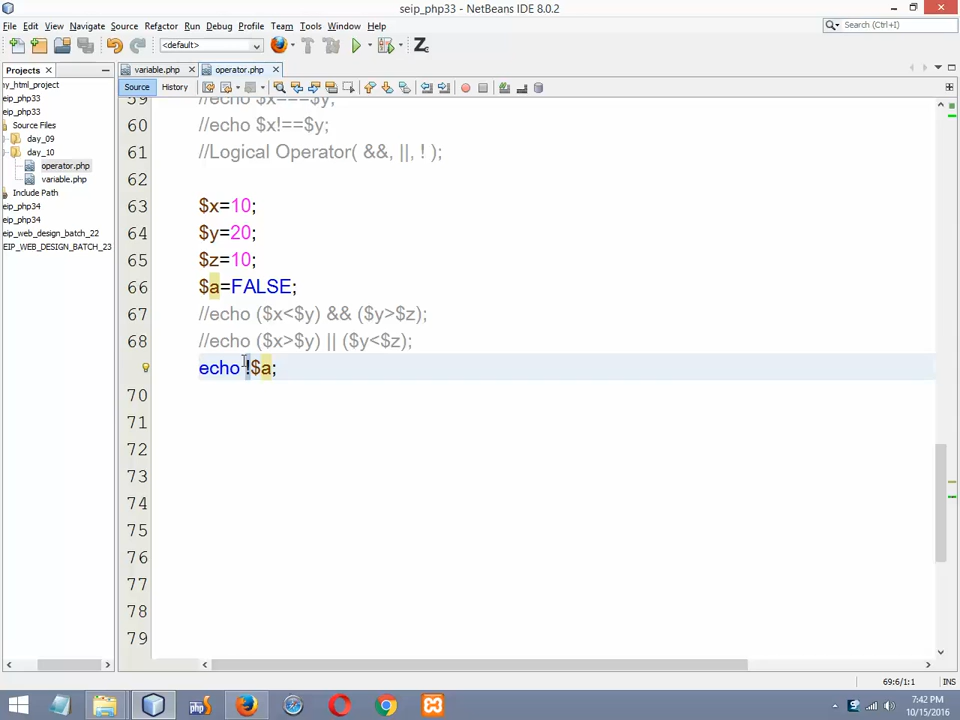 seip_php33 - NetBeans IDE 8.0.2
File Edit View Navigate Source Refactor Run Debug Profile Team Tools Window Help
Search (Ctrl+I)
<default>
Projects
variable.php
operator.php
Source History
ny_html_project
eip_php33
eip_php33
Source Files
day_09
day_10
operator.php
variable.php
Include Path
eip_php34
eip_php34
eip_web_design_batch_22
EIP_WEB_DESIGN_BATCH_23
59 //echo $x===$y;
60 //echo $x!==$y;
61 //Logical Operator( &&, ||, ! );
62
63 $x=10;
64 $y=20;
65 $z=10;
66 $a=FALSE;
67 //echo ($x<$y) && ($y>$z);
68 //echo ($x>$y) || ($y<$z);
echo !$a;
70
71
72
73
74
75
76
77
78
79
69:6/1:1 INS
7:42 PM
10/15/2016